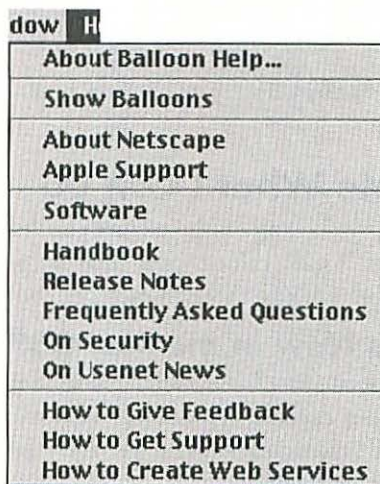 dow H
About Balloon Help...
Show Balloons
About Netscape
Apple Support
Software
Handbook
Release Notes
Frequently Asked Questions
On Security
On Usenet News
How to Give Feedback
How to Get Support
How to Create Web Services